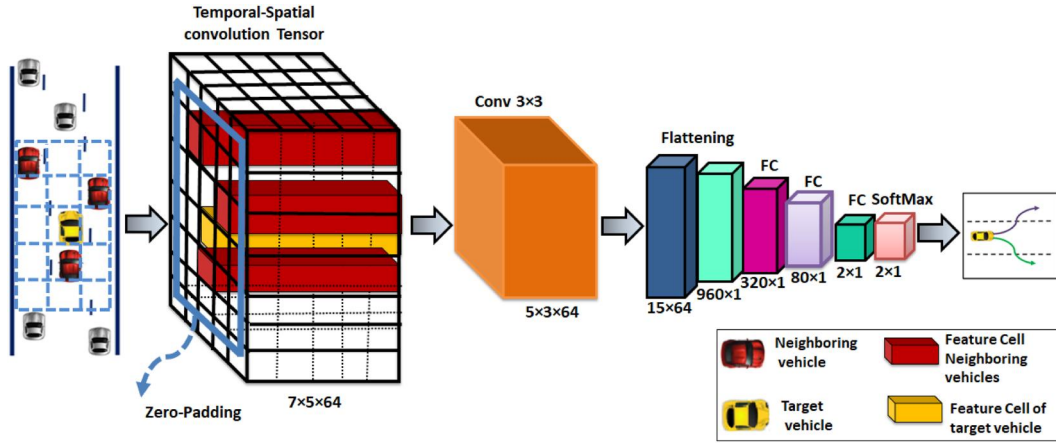 Temporal-Spatial
convolution Tensor
Conv 3×3
Flattening
FC
FC
FC
SoftMax
15×64
960×1
320×1
80×1
2×1
2×1
5×3×64
7×5×64
Zero-Padding
Neighboring
vehicle
Feature Cell
Neighboring
vehicles
Target
vehicle
Feature Cell of
target vehicle